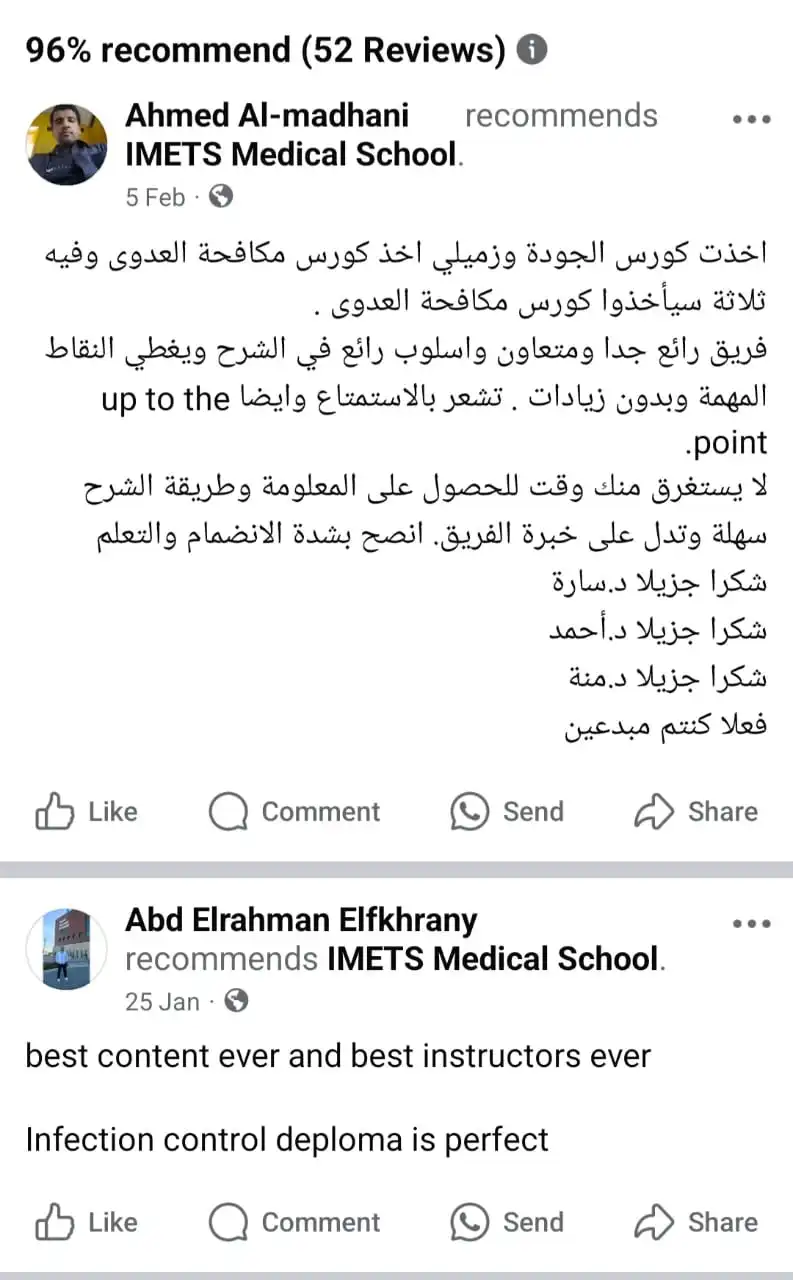 96% recommend (52 Reviews)
Ahmed Al-madhani recommends
IMETS Medical School.
5 Feb ·
اخذت كورس الجودة وزميلي اخذ كورس مكافحة العدوى وفيه
ثلاثة سيأخذوا كورس مكافحة العدوى .
فريق رائع جدا ومتعاون واسلوب رائع في الشرح ويغطي النقاط
المهمة وبدون زيادات . تشعر بالاستمتاع وايضا up to the
point.
لا يستغرق منك وقت للحصول على المعلومة وطريقة الشرح
سهلة وتدل على خبرة الفريق. انصح بشدة الانضمام والتعلم
شكرا جزيلا د.سارة
شكرا جزيلا د.أحمد
شكرا جزيلا د.منة
فعلا كنتم مبدعين
Like Comment Send Share
Abd Elrahman Elfkhrany
recommends IMETS Medical School.
25 Jan ·
best content ever and best instructors ever
Infection control deploma is perfect
Like Comment Send Share